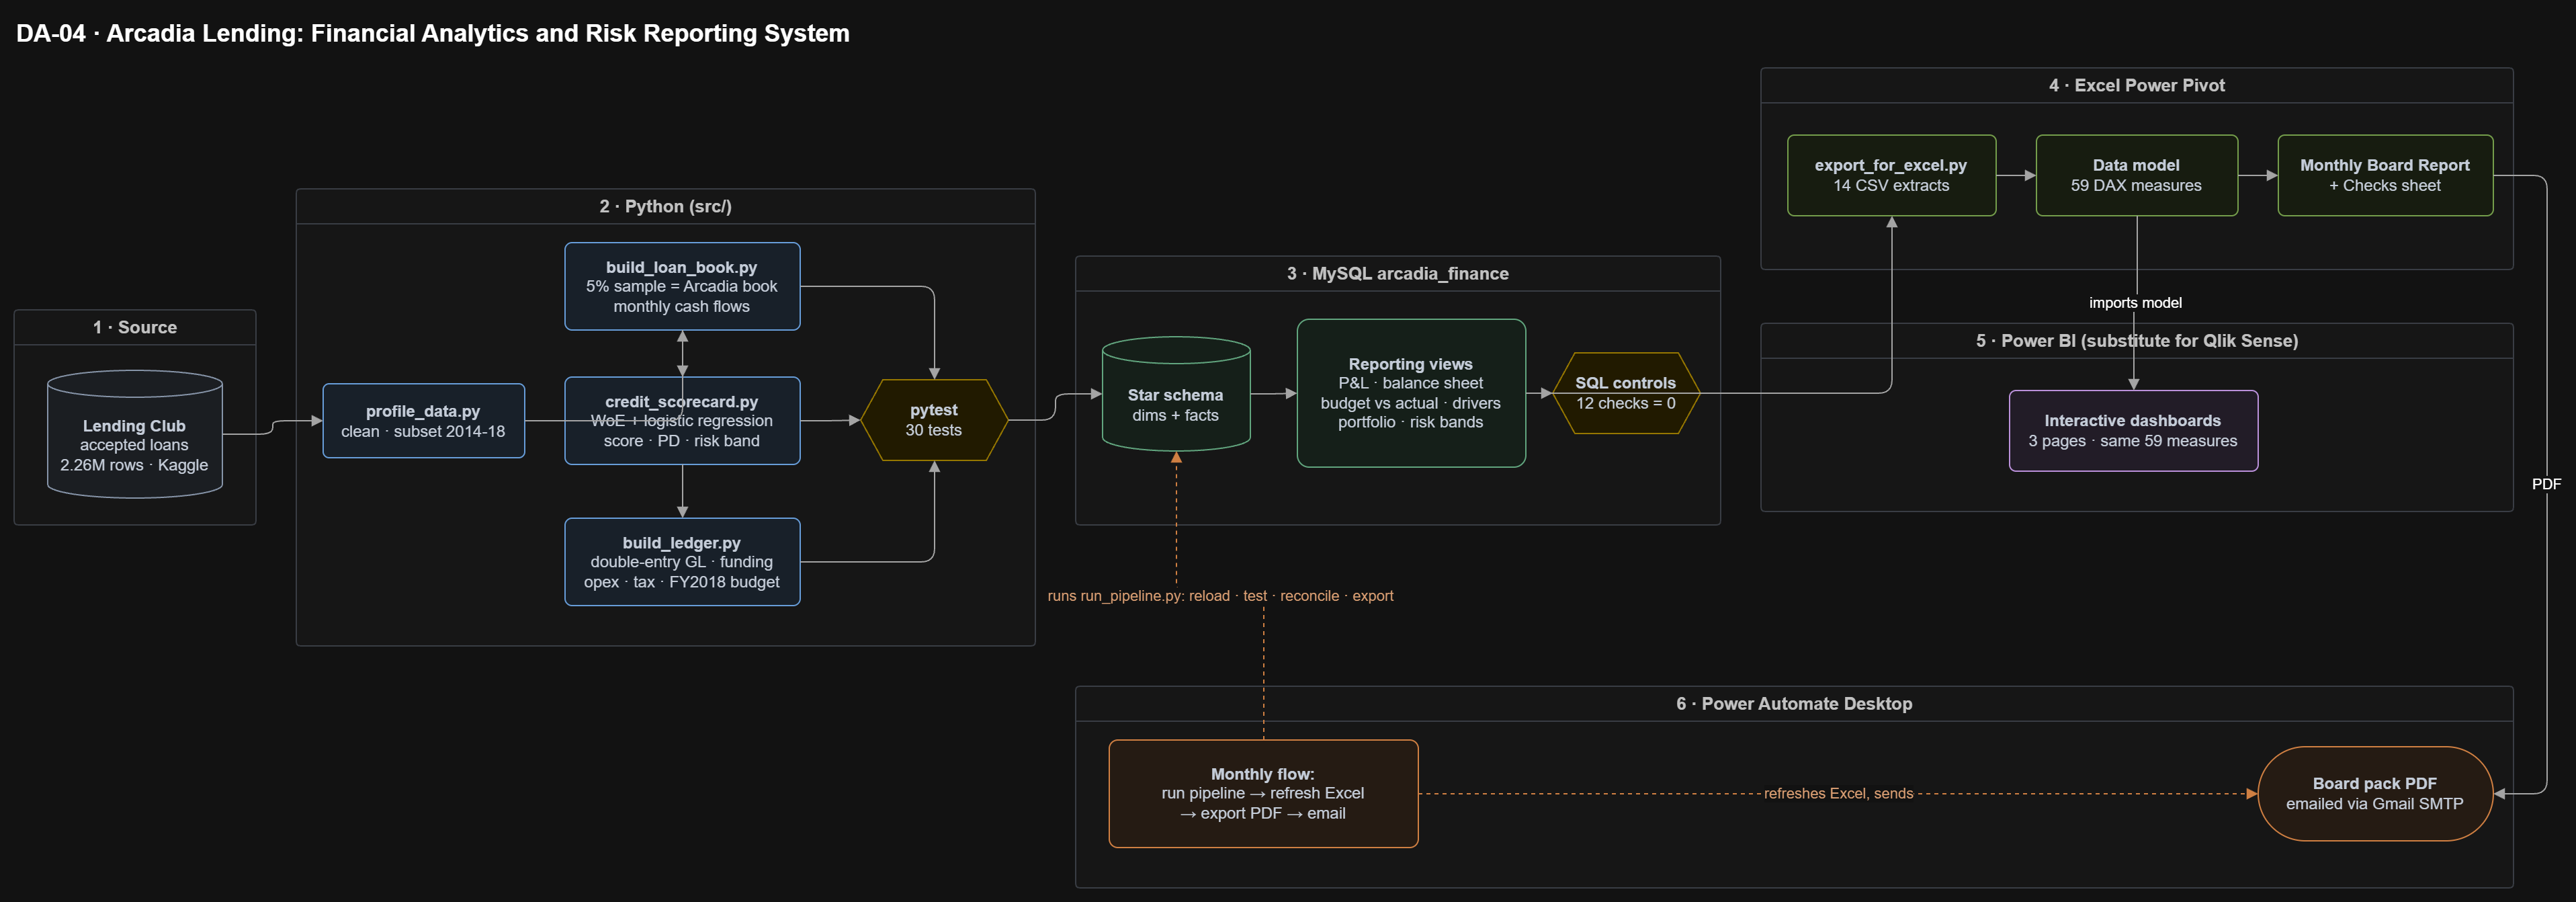 DA-04 · Arcadia Lending: Financial Analytics and Risk Reporting System
1 · Source
Lending Club
accepted loans
2.26M rows · Kaggle
2 · Python (src/)
profile_data.py
clean · subset 2014-18
build_loan_book.py
5% sample = Arcadia book
monthly cash flows
credit_scorecard.py
WoE + logistic regression
score · PD · risk band
build_ledger.py
double-entry GL · funding
opex · tax · FY2018 budget
pytest
30 tests
3 · MySQL arcadia_finance
Star schema
dims + facts
Reporting views
P&L · balance sheet
budget vs actual · drivers
portfolio · risk bands
SQL controls
12 checks = 0
4 · Excel Power Pivot
export_for_excel.py
14 CSV extracts
Data model
59 DAX measures
Monthly Board Report
+ Checks sheet
imports model
5 · Power BI (substitute for Qlik Sense)
Interactive dashboards
3 pages · same 59 measures
PDF
runs run_pipeline.py: reload · test · reconcile · export
6 · Power Automate Desktop
Monthly flow:
run pipeline → refresh Excel
→ export PDF → email
refreshes Excel, sends
Board pack PDF
emailed via Gmail SMTP